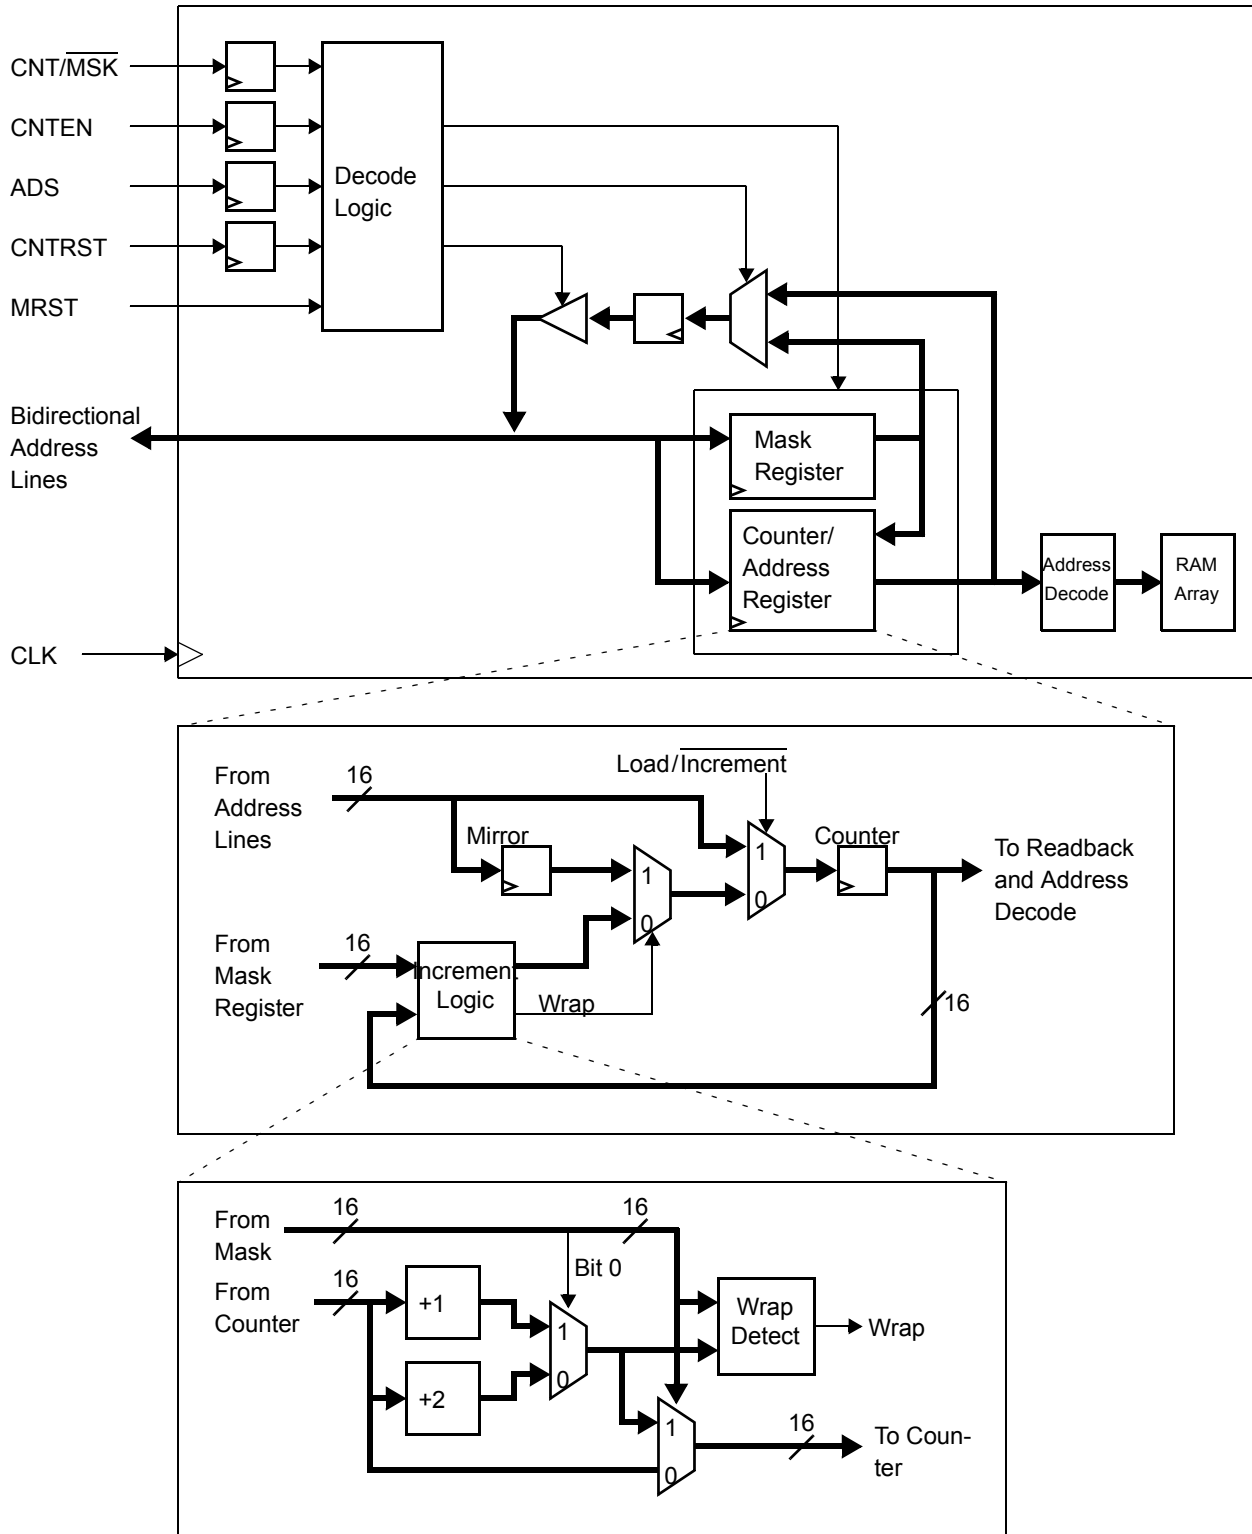 CNT/MSK
CNTEN
ADS
CNTRST
MRST
Decode
Logic
Bidirectional
Address
Lines
Mask
Register
Counter/
Address
Register
Address
Decode
RAM
Array
CLK
From
Address
Lines
16
Load/Increment
Mirror
1
0
1
0
Counter
To Readback
and Address
Decode
From
Mask
Register
16
Increment
Logic
Wrap
16
From
Mask
16
16
Bit 0
From
Counter
16
+1
+2
1
0
Wrap
Detect
Wrap
1
0
16
To Coun-
ter